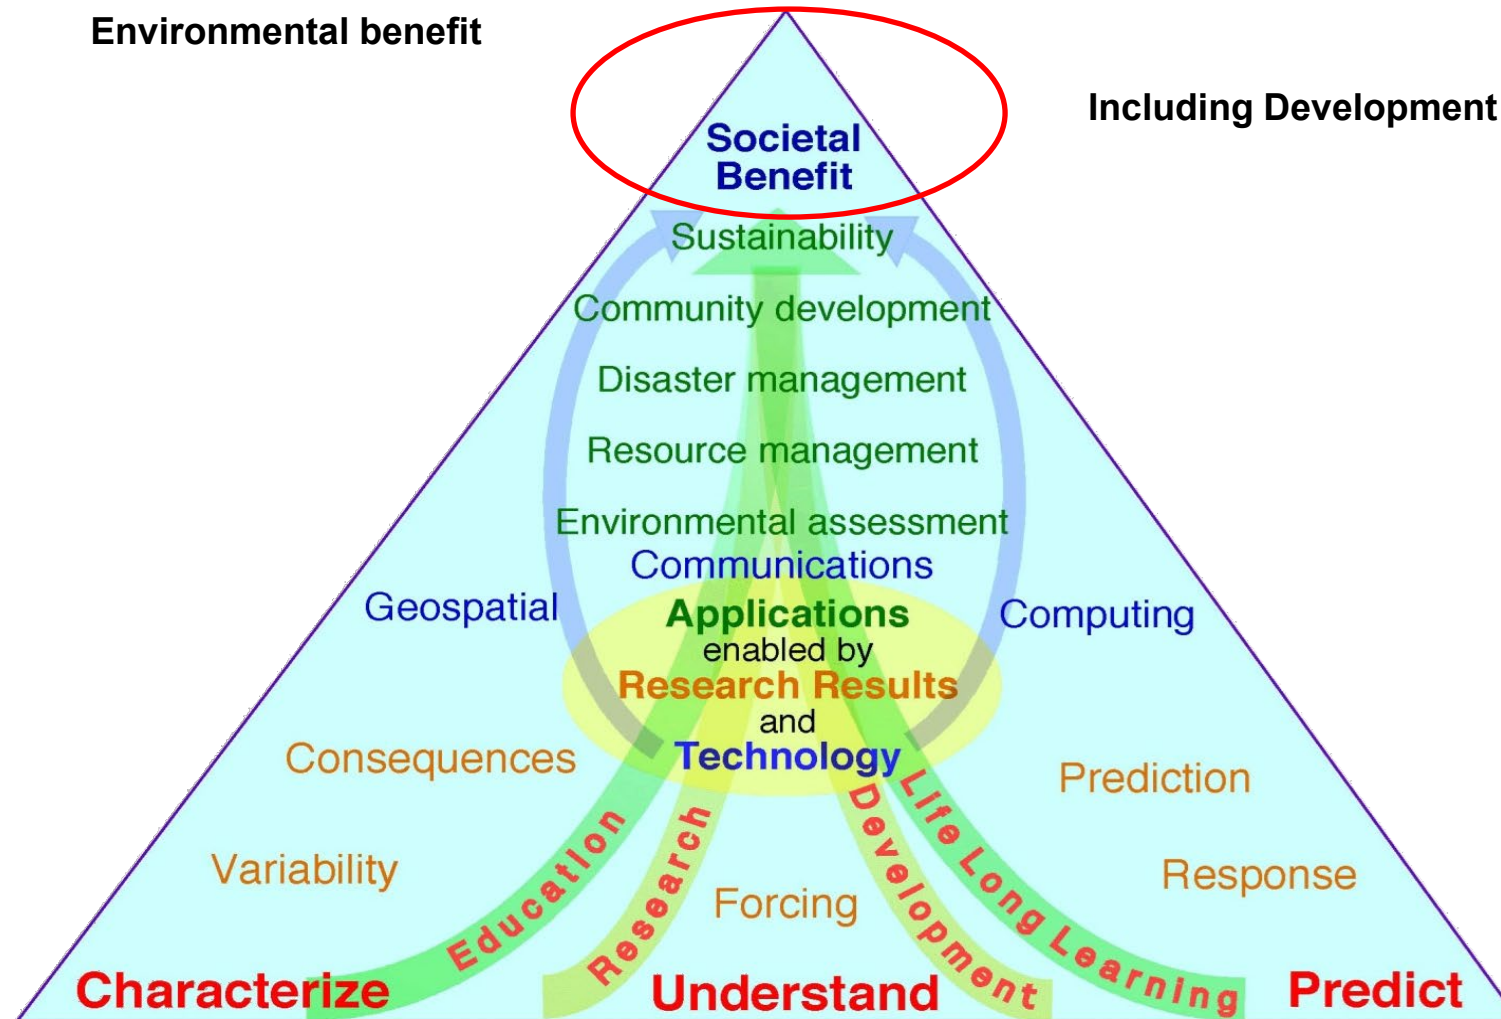 Environmental benefit
Including Development
Societal
Benefit
Sustainability
Community development
Disaster management
Resource management
Environmental assessment
Communications
Geospatial
Computing
Applications
enabled by
Research Results
and
Technology
Consequences
Prediction
Variability
Response
Forcing
Education
Research
Development
Life Long Learning
Characterize
Understand
Predict